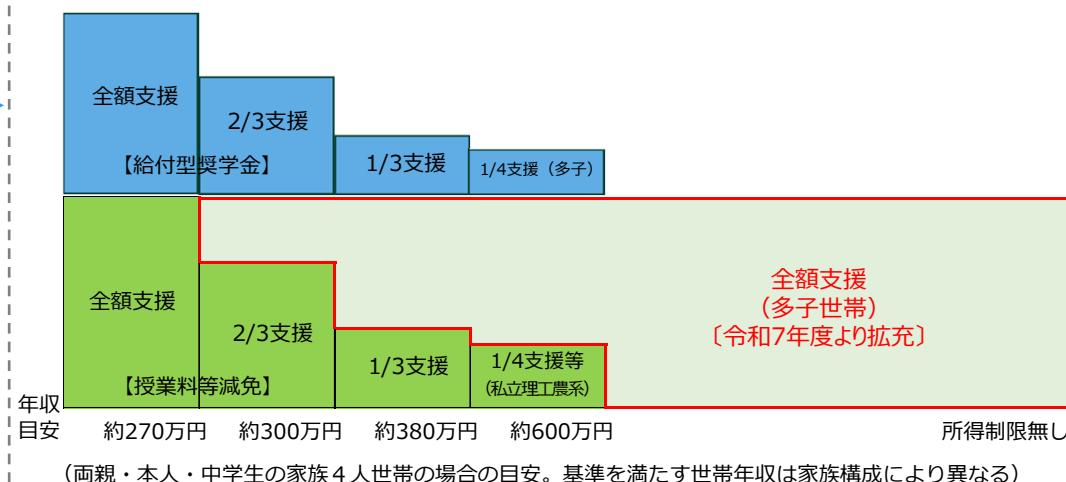 全額支援
2/3支援
【給付型奨学金】
1/3支援
1/4支援（多子）
全額支援
2/3支援
【授業料等減免】
1/3支援
1/4支援等
（私立理工農系）
全額支援
（多子世帯）
〔令和7年度より拡充〕
年収
目安
約270万円
約300万円
約380万円
約600万円
所得制限無し
（両親・本人・中学生の家族４人世帯の場合の目安。基準を満たす世帯年収は家族構成により異なる）